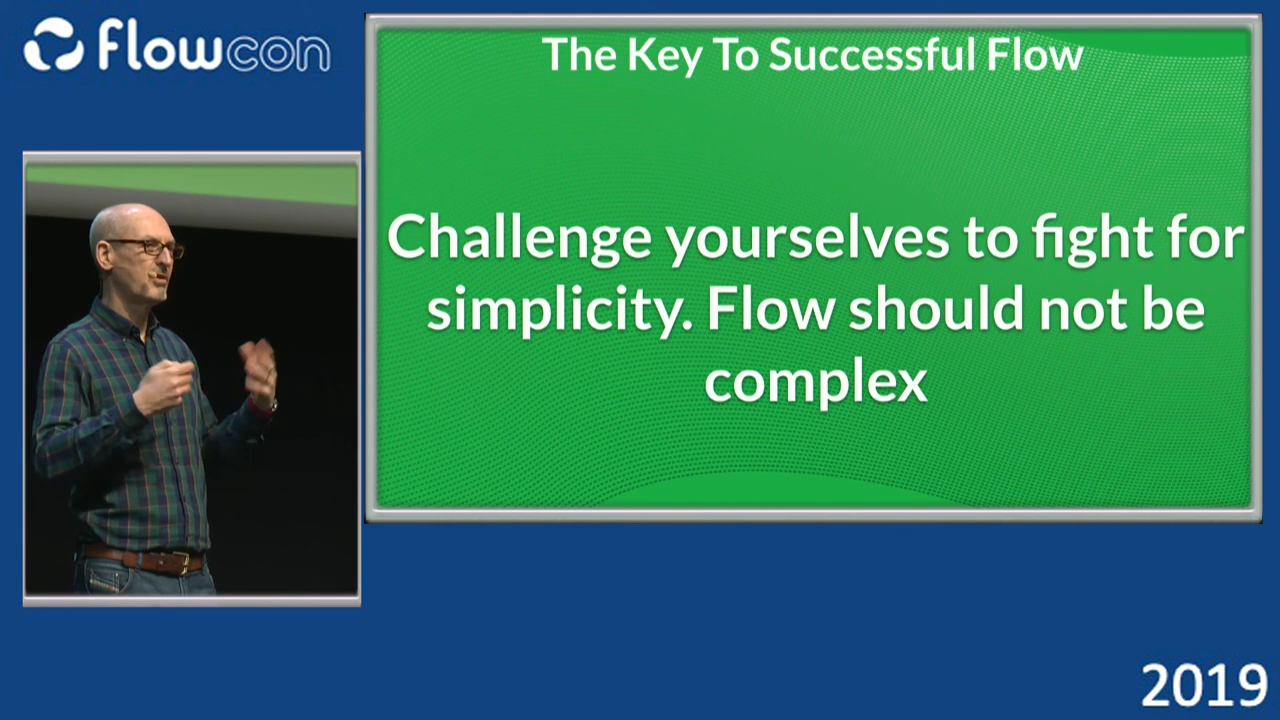 flowcon
The Key To Successful Flow
Challenge yourselves to fight for
simplicity. Flow should not be
complex
2019